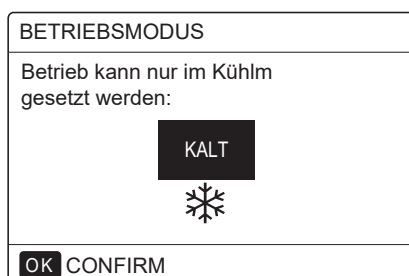 BETRIEBSMODUS
Betrieb kann nur im Kühlm
gesetzt werden:
KALT
OK CONFIRM